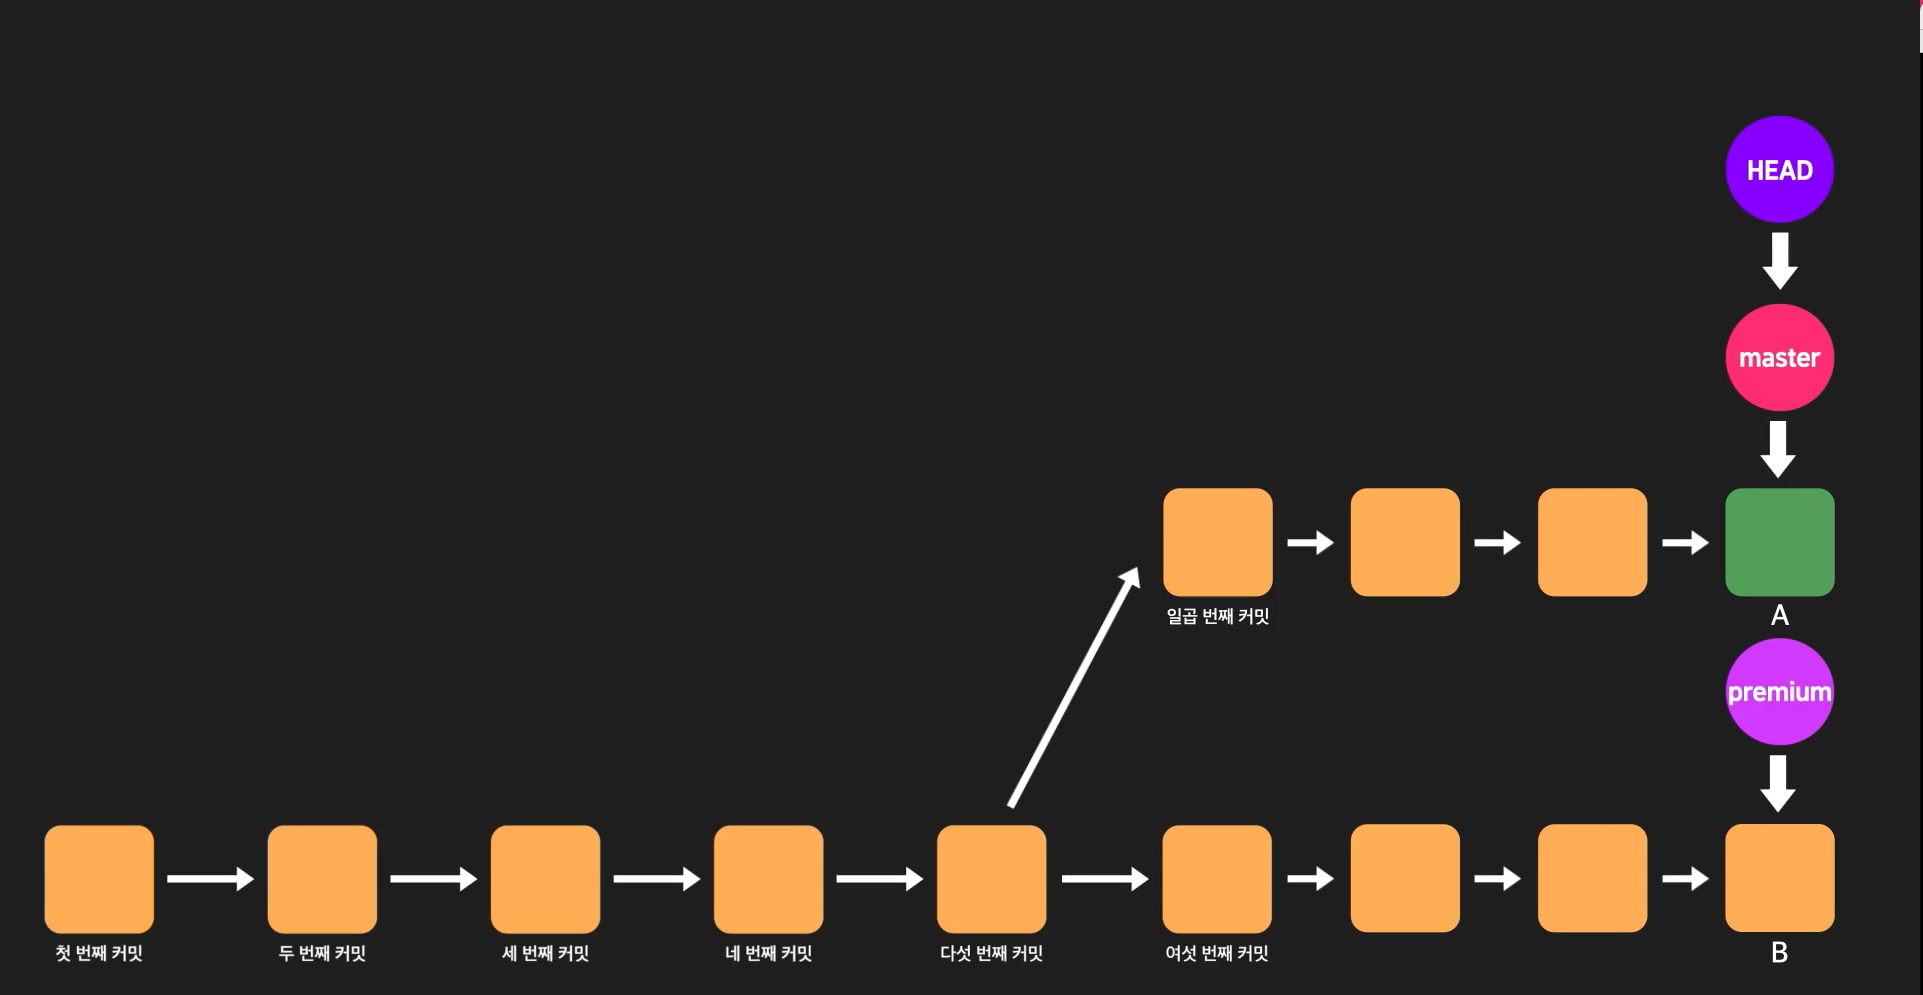 HEAD
master
일곱 번째 커밋
A
premium
첫 번째 커밋
두 번째 커밋
세 번째 커밋
네 번째 커밋
다섯 번째 커밋
여섯 번째 커밋
B